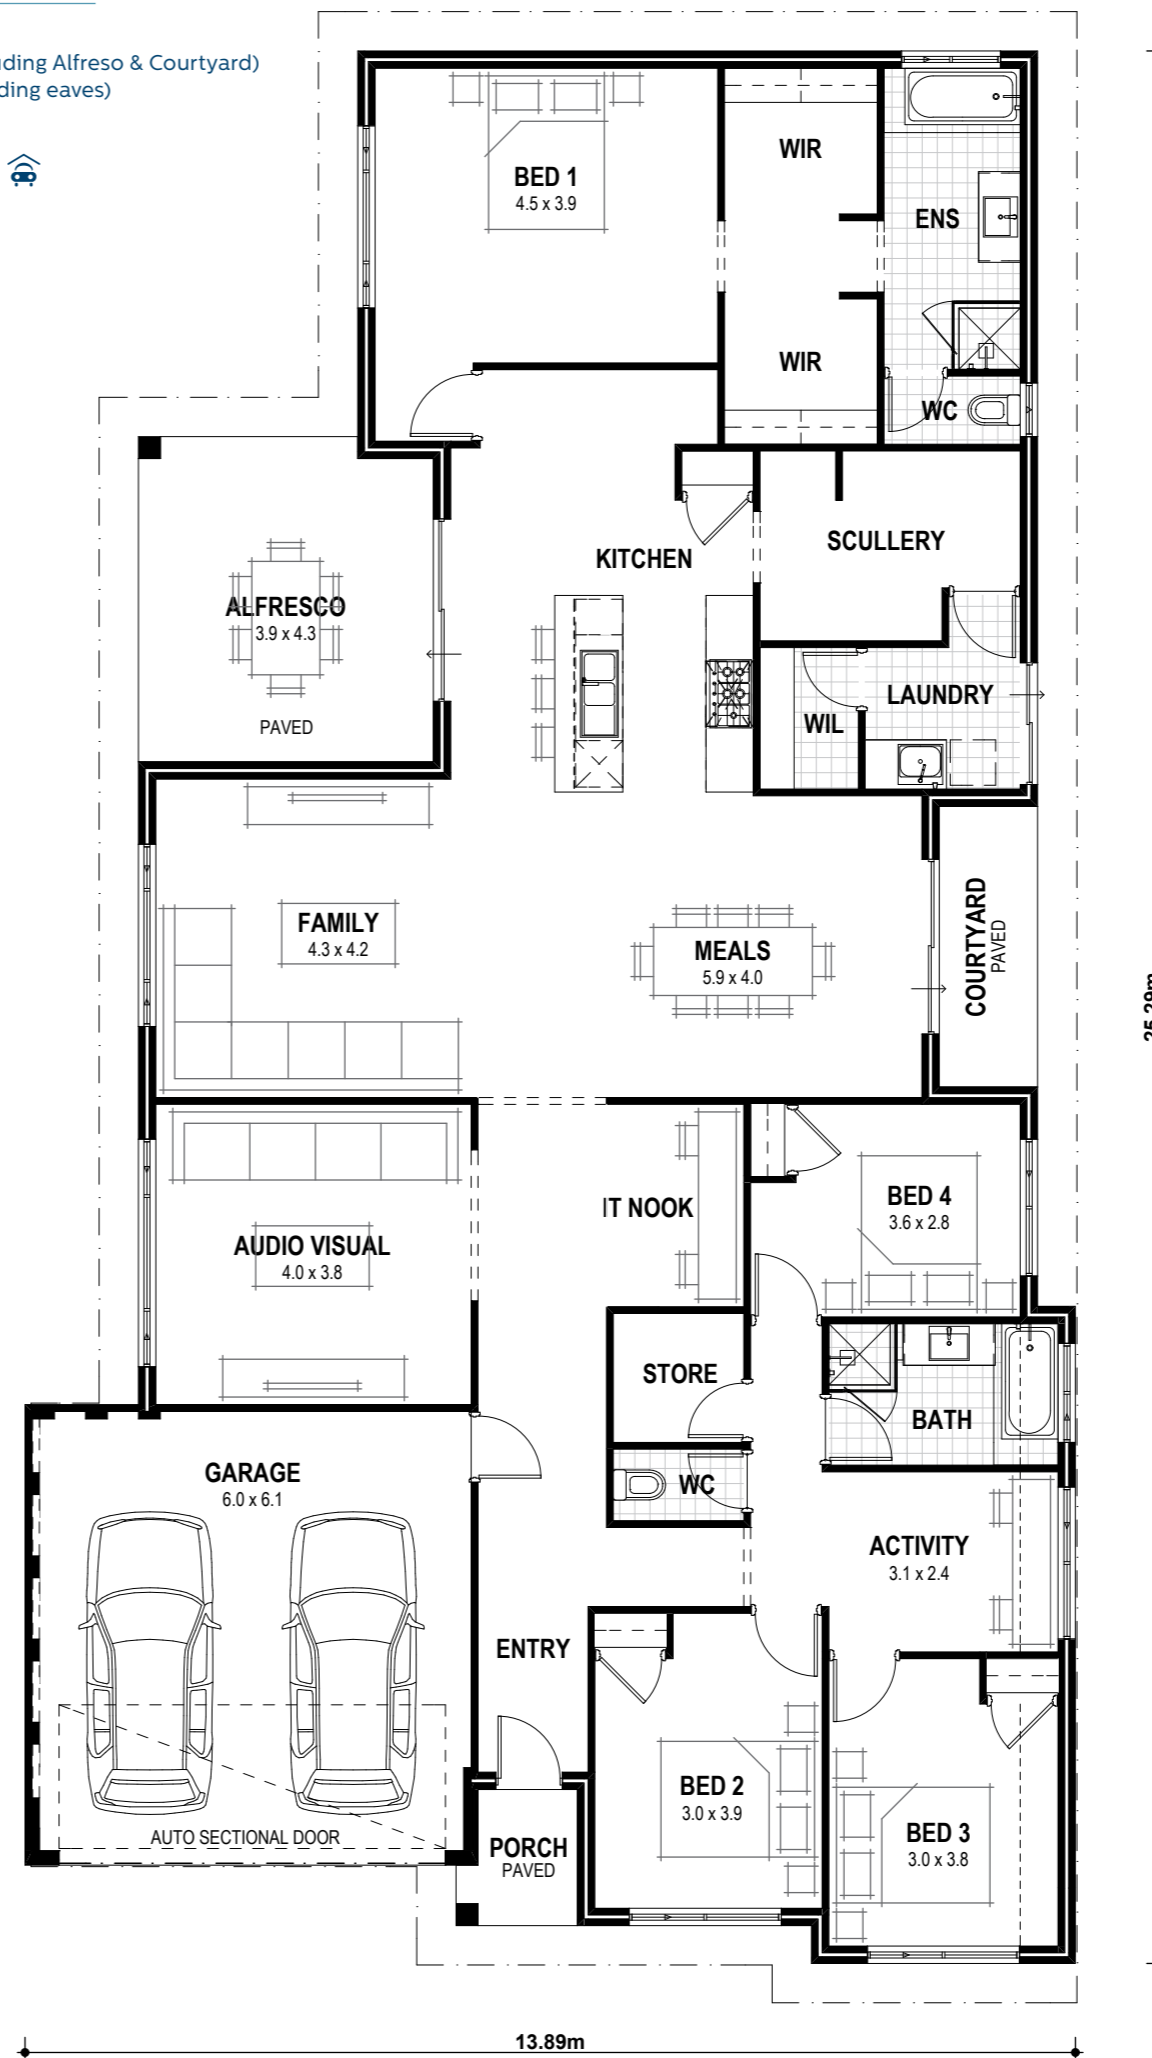 ding Alfreso & Courtyard)
ding eaves)
BED 1
4.5 x 3.9
WIR
ENS
WIR
WC
ALFRESCO
3.9 x 4.3
PAVED
KITCHEN
SCULLERY
LAUNDRY
WIL
FAMILY
4.3 x 4.2
MEALS
5.9 x 4.0
COURTYARD
PAVED
25.29m
AUDIO VISUAL
4.0 x 3.8
IT NOOK
BED 4
3.6 x 2.8
STORE
BATH
WC
GARAGE
6.0 x 6.1
ACTIVITY
3.1 x 2.4
ENTRY
BED 2
3.0 x 3.9
BED 3
3.0 x 3.8
AUTO SECTIONAL DOOR
PORCH
PAVED
13.89m